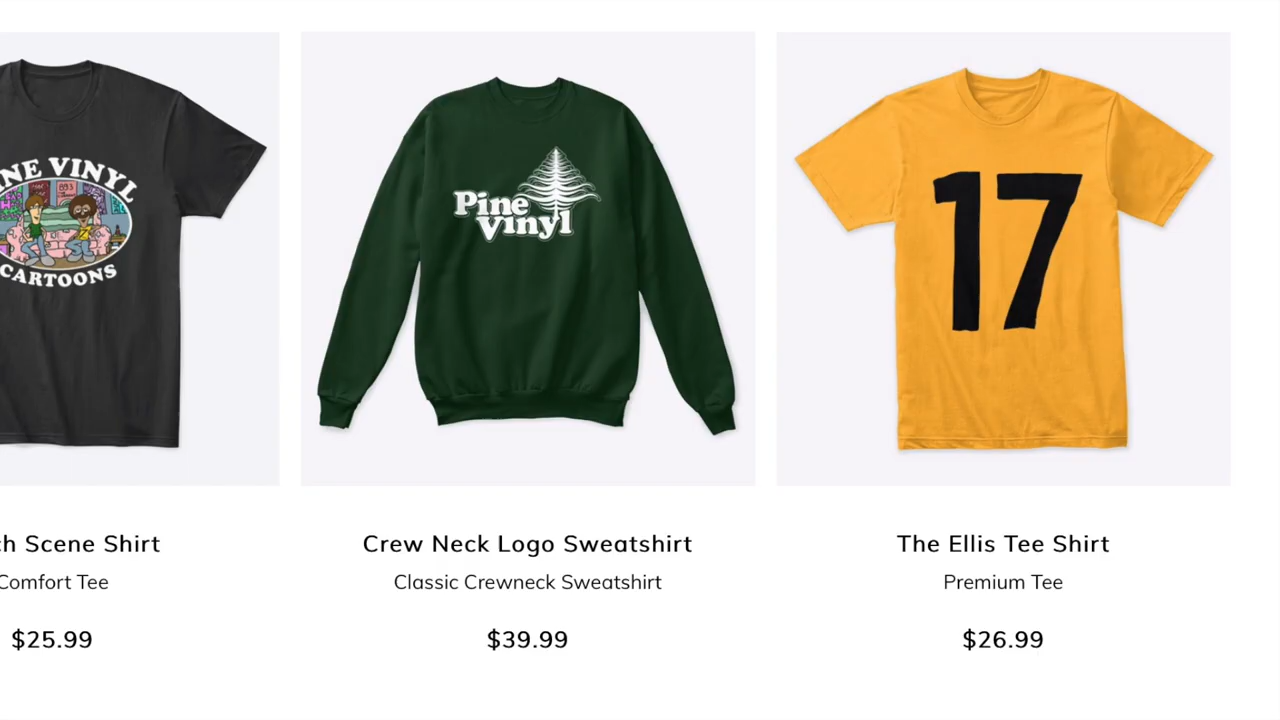 NE VINYL
893
CARTOONS
Pine
Vinyl
17
h Scene Shirt
Comfort Tee
$25.99
Crew Neck Logo Sweatshirt
Classic Crewneck Sweatshirt
$39.99
The Ellis Tee Shirt
Premium Tee
$26.99